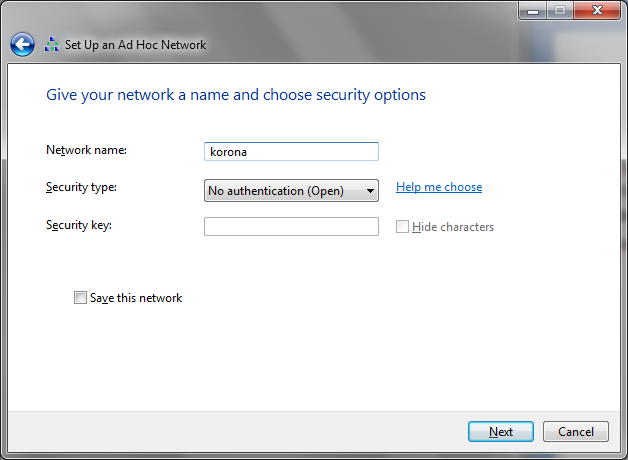 Set Up an Ad Hoc Network
Give your network a name and choose security options
Network name: korona
Security type: No authentication (Open) Help me choose
Security key: Hide characters
Save this network
Next Cancel